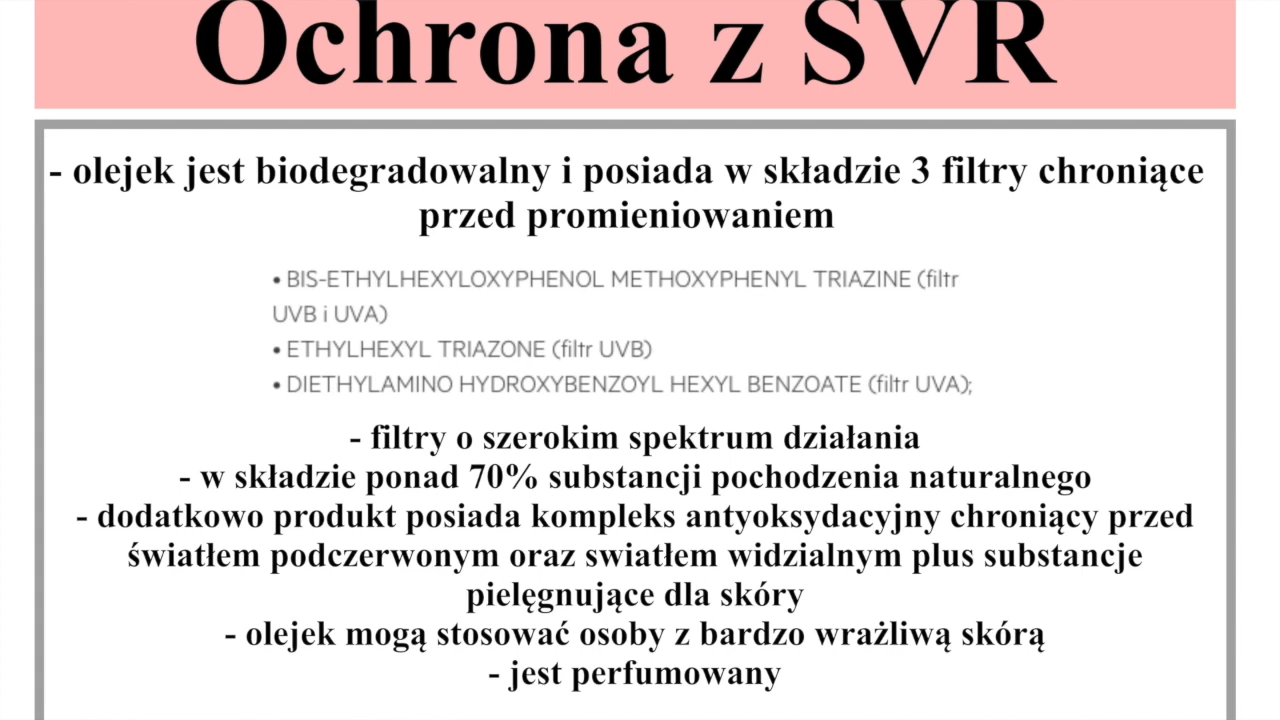 Ochrona z SVR
- olejek jest biodegradowalny i posiada w składzie 3 filtry chroniące
przed promieniowaniem
• BIS-ETHYLHEXYLOXYPHENOL METHOXYPHENYL TRIAZINE (filtr
UVB i UVA)
• ETHYLHEXYL TRIAZONE (filtr UVB)
• DIETHYLAMINO HYDROXYBENZOYL HEXYL BENZOATE (filtr UVA);
- filtry o szerokim spektrum działania
- w składzie ponad 70% substancji pochodzenia naturalnego
- dodatkowo produkt posiada kompleks antyoksydacyjny chroniący przed
światłem podczerwonym oraz swiatłem widzialnym plus substancje
pielęgnujące dla skóry
- olejek mogą stosować osoby z bardzo wrażliwą skórą
- jest perfumowany